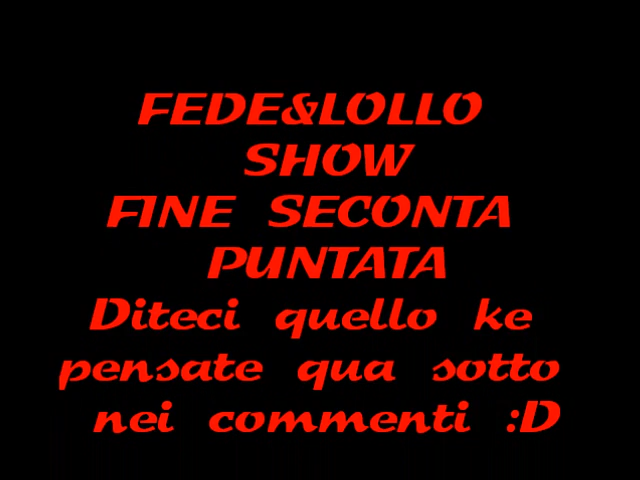 FEDE&LOLLO
SHOW
FINE SECONTA
PUNTATA
Diteci quello ke
pensate qua sotto
nei commenti :D